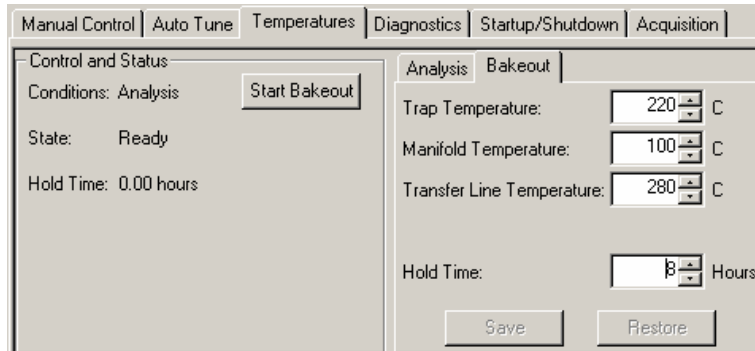 Manual Control Auto Tune Temperatures Diagnostics Startup/Shutdown Acquisition
Control and Status
Conditions: Analysis Start Bakeout
State: Ready
Hold Time: 0.00 hours
Analysis Bakeout
Trap Temperature: 220 C
Manifold Temperature: 100 C
Transfer Line Temperature: 280 C
Hold Time: 8 Hours
Save Restore